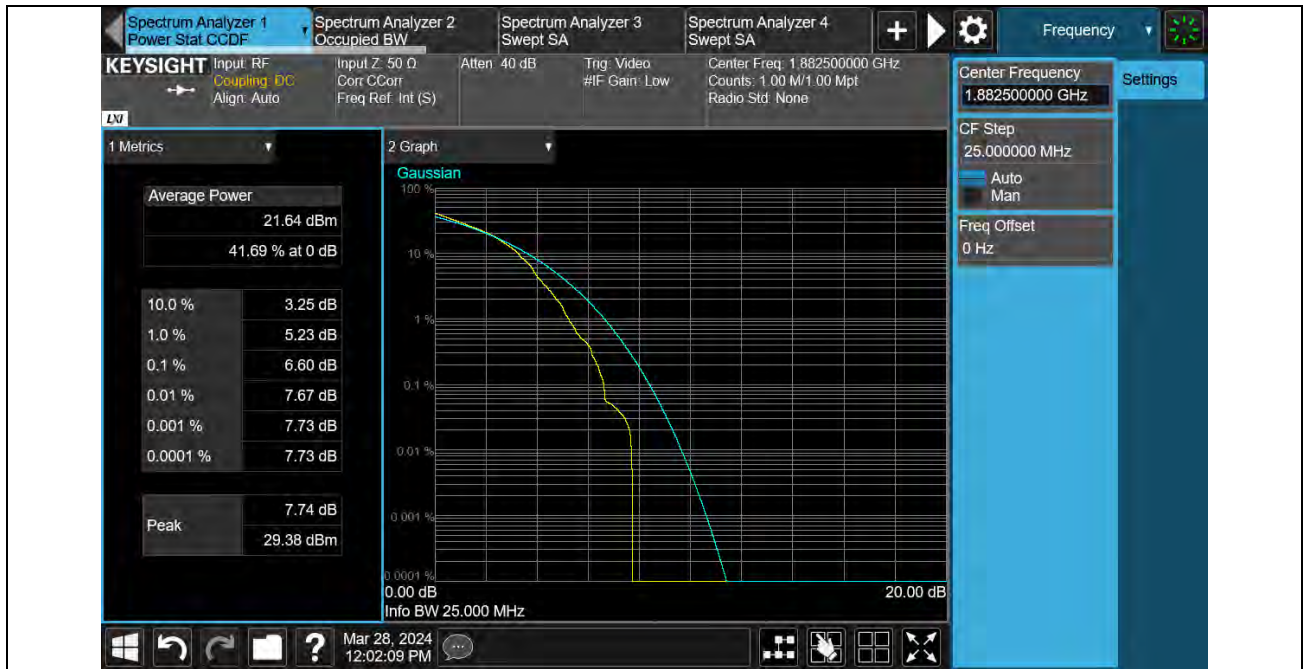 Spectrum Analyzer 1
Power Stat CCDF
Spectrum Analyzer 2
Occupied BW
Spectrum Analyzer 3
Swept SA
Spectrum Analyzer 4
Swept SA
+
Frequency
KEYSIGHT
LXI
Input: RF
Coupling: DC
Align: Auto
Input Z: 50 Ω
Corr CCorr
Freq Ref: Int (S)
Atten: 40 dB
Trig: Video
#IF Gain: Low
Center Freq: 1.882500000 GHz
Counts: 1.00 M/1.00 Mpt
Radio Std: None
Center Frequency
1.882500000 GHz
Settings
CF Step
25.000000 MHz
Auto
Man
Freq Offset
0 Hz
1 Metrics
Average Power
21.64 dBm
41.69 % at 0 dB
10.0 % 3.25 dB
1.0 % 5.23 dB
0.1 % 6.60 dB
0.01 % 7.67 dB
0.001 % 7.73 dB
0.0001 % 7.73 dB
Peak
7.74 dB
29.38 dBm
2 Graph
Gaussian
100 %
10 %
1 %
0.1 %
0.01 %
0.001 %
0.0001 %
0.00 dB 20.00 dB
Info BW 25.000 MHz
?
Mar 28, 2024
12:02:09 PM